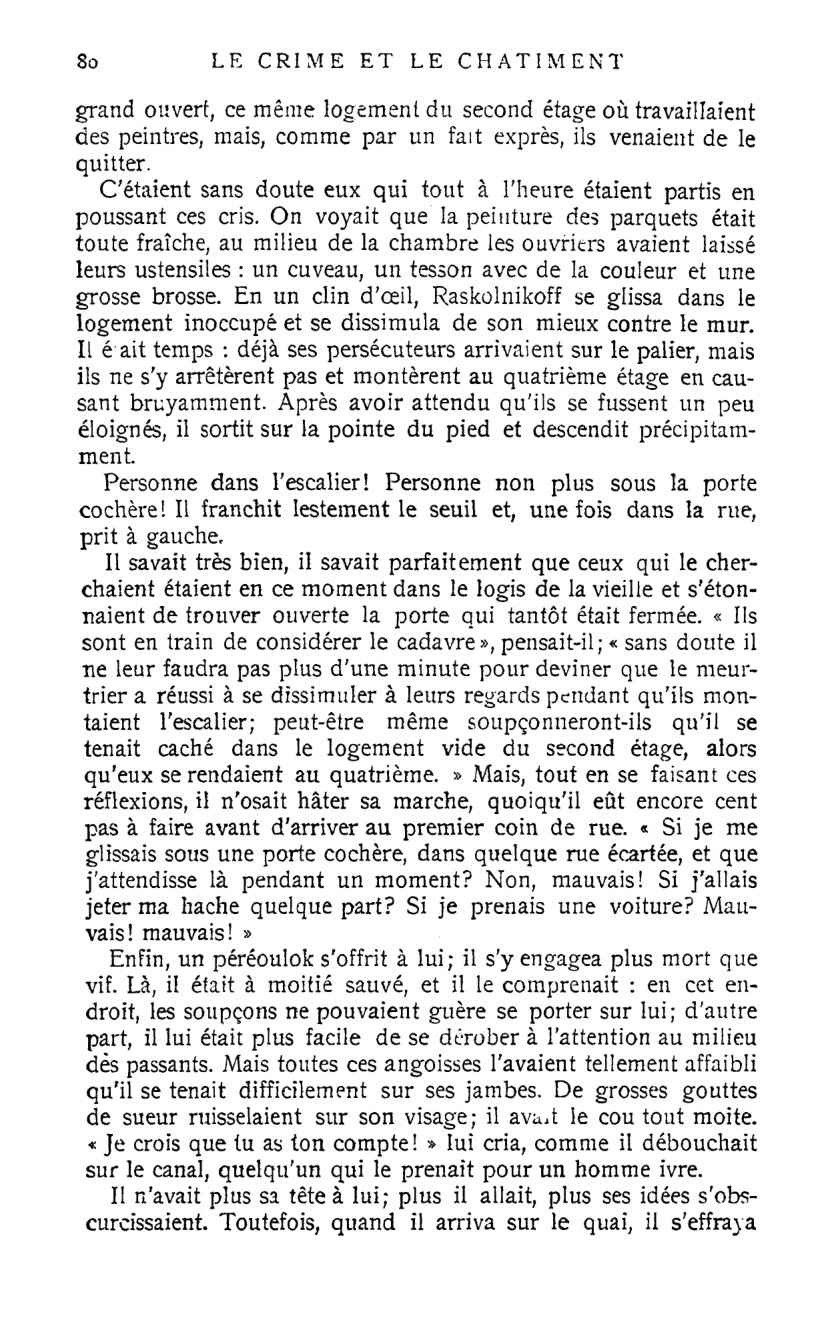 80 LE CRIME ET LE CHATIMENT
grand ouvert, ce même logement du second étage où travaillaient
des peintres, mais, comme par un fait exprès, ils venaient de le
quitter.
C'étaient sans doute eux qui tout à l'heure étaient partis en
poussant ces cris. On voyait que la peinture des parquets était
toute fraîche, au milieu de la chambre les ouvriers avaient laissé
leurs ustensiles : un cuveau, un tesson avec de la couleur et une
grosse brosse. En un clin d'œil, Raskolnikoff se glissa dans le
logement inoccupé et se dissimula de son mieux contre le mur.
Il é ait temps : déjà ses persécuteurs arrivaient sur le palier, mais
ils ne s'y arrêtèrent pas et montèrent au quatrième étage en cau-
sant bruyamment. Après avoir attendu qu'ils se fussent un peu
éloignés, il sortit sur la pointe du pied et descendit précipitam-
ment.
Personne dans l'escalier! Personne non plus sous la porte
cochère! Il franchit lestement le seuil et, une fois dans la rue,
prit à gauche.
Il savait très bien, il savait parfaitement que ceux qui le cher-
chaient étaient en ce moment dans le logis de la vieille et s'éton-
naient de trouver ouverte la porte qui tantôt était fermée. « Ils
sont en train de considérer le cadavre », pensait-il; « sans doute il
ne leur faudra pas plus d'une minute pour deviner que le meur-
trier a réussi à se dissimuler à leurs regards pendant qu'ils mon-
taient l'escalier; peut-être même soupçonneront-ils qu'il se
tenait caché dans le logement vide du second étage, alors
qu'eux se rendaient au quatrième. » Mais, tout en se faisant ces
réflexions, il n'osait hâter sa marche, quoiqu'il eût encore cent
pas à faire avant d'arriver au premier coin de rue. « Si je me
glissais sous une porte cochère, dans quelque rue écartée, et que
j'attendisse là pendant un moment? Non, mauvais! Si j'allais
jeter ma hache quelque part? Si je prenais une voiture? Mau-
vais! mauvais! »
Enfin, un péréoulok s'offrit à lui; il s'y engagea plus mort que
vif. Là, il était à moitié sauvé, et il le comprenait : en cet en-
droit, les soupçons ne pouvaient guère se porter sur lui; d'autre
part, il lui était plus facile de se dérober à l'attention au milieu
dès passants. Mais toutes ces angoisses l'avaient tellement affaibli
qu'il se tenait difficilement sur ses jambes. De grosses gouttes
de sueur ruisselaient sur son visage; il avait le cou tout moite.
« Je crois que tu as ton compte! » lui cria, comme il débouchait
sur le canal, quelqu'un qui le prenait pour un homme ivre.
Il n'avait plus sa tête à lui; plus il allait, plus ses idées s'obs-
curcissaient. Toutefois, quand il arriva sur le quai, il s'effraya